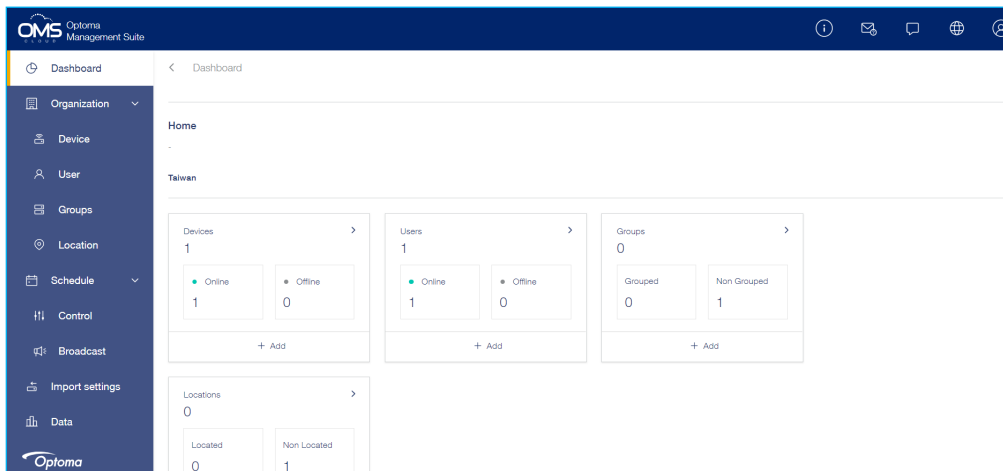 OMS Optoma
CLOUD Management Suite
Dashboard
Dashboard
Organization
Device
User
Groups
Location
Schedule
Control
Broadcast
Import settings
Data
Optoma
Home
-
Taiwan
Devices
1
Online
1
Offline
0
+ Add
Users
1
Online
1
Offline
0
+ Add
Groups
0
Grouped
0
Non Grouped
1
+ Add
Locations
0
Located
0
Non Located
1